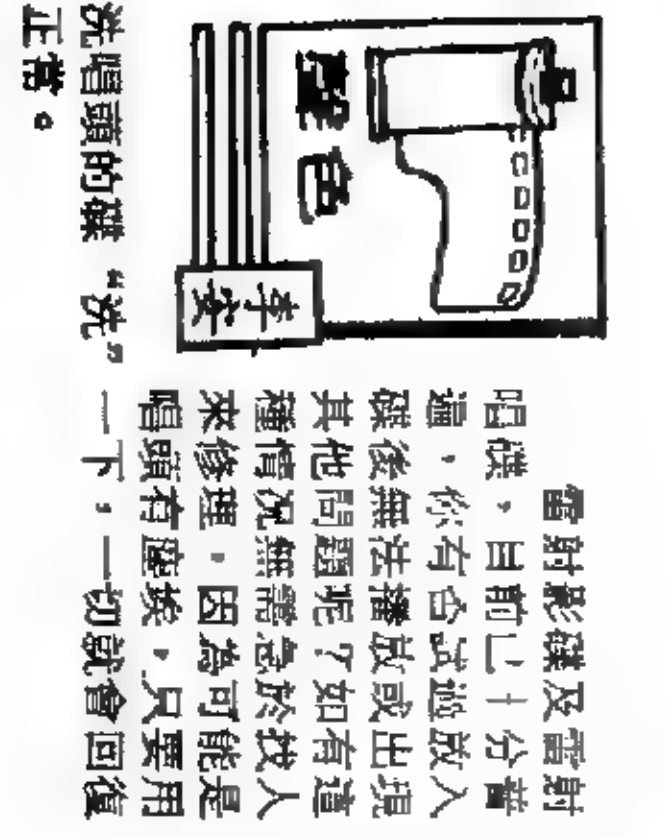 聲色
雷射影碟及雷射
唱碟，目前已十分普
遍，你有否試過放入
碟後無法播放或出現
其他問題呢？如有這
種情況無需急於找人
來修理，因為可能是
唱頭有塵埃，只要用
洗唱頭的碟“洗”一下，一切就會回復
正常。